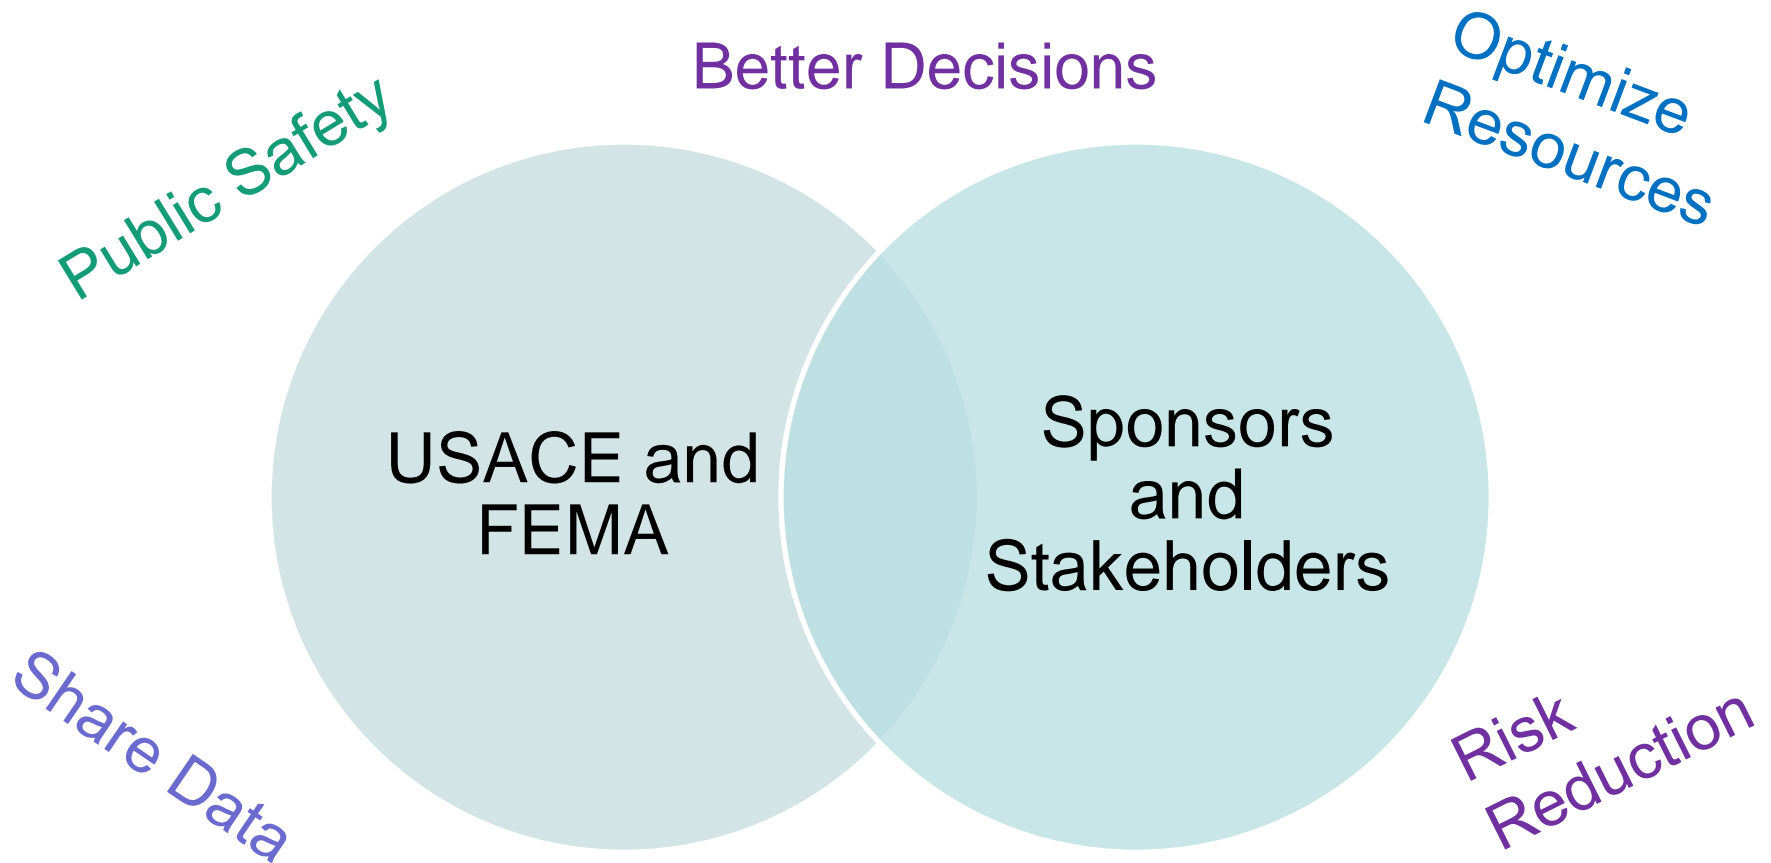 Better Decisions
Optimize
Resources
Public Safety
USACE and
FEMA
Sponsors
and
Stakeholders
Share Data
Risk
Reduction